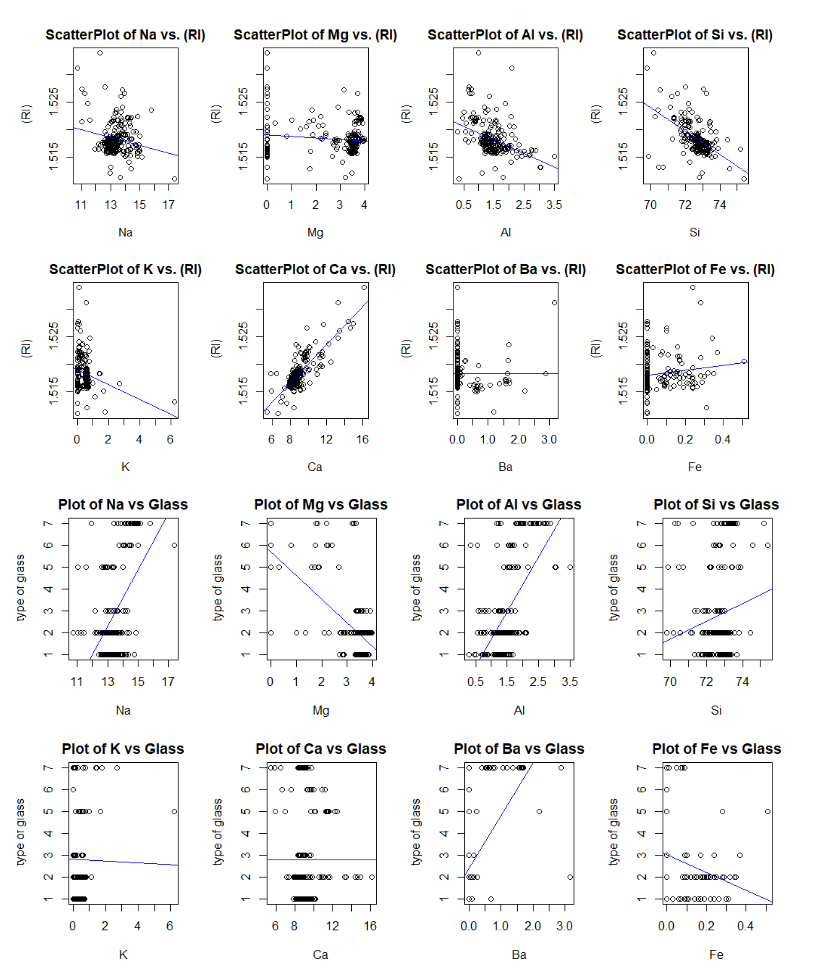 ScatterPlot of Na vs. (RI) ScatterPlot of Mg vs. (RI) ScatterPlot of Al vs. (RI) ScatterPlot of Si vs. (RI)
(RI) (RI) (RI) (RI)
1.525 1.525 1.525 1.525
1.515 1.515 1.515 1.515
11 13 15 17 0 1 2 3 4 0.5 1.5 2.5 3.5 70 72 74
Na Mg Al Si
ScatterPlot of K vs. (RI) ScatterPlot of Ca vs. (RI) ScatterPlot of Ba vs. (RI) ScatterPlot of Fe vs. (RI)
(RI) (RI) (RI) (RI)
1.525 1.525 1.525 1.525
1.515 1.515 1.515 1.515
0 2 4 6 6 8 12 16 0.0 1.0 2.0 3.0 0.0 0.2 0.4
K Ca Ba Fe
Plot of Na vs Glass Plot of Mg vs Glass Plot of Al vs Glass Plot of Si vs Glass
type of glass type of glass type of glass type of glass
7 7 7 7
6 6 6 6
5 5 5 5
4 4 4 4
3 3 3 3
2 2 2 2
1 1 1 1
11 13 15 17 0 1 2 3 4 0.5 1.5 2.5 3.5 70 72 74
Na Mg Al Si
Plot of K vs Glass Plot of Ca vs Glass Plot of Ba vs Glass Plot of Fe vs Glass
type of glass type of glass type of glass type of glass
7 7 7 7
6 6 6 6
5 5 5 5
4 4 4 4
3 3 3 3
2 2 2 2
1 1 1 1
0 2 4 6 6 8 12 16 0.0 1.0 2.0 3.0 0.0 0.2 0.4
K Ca Ba Fe